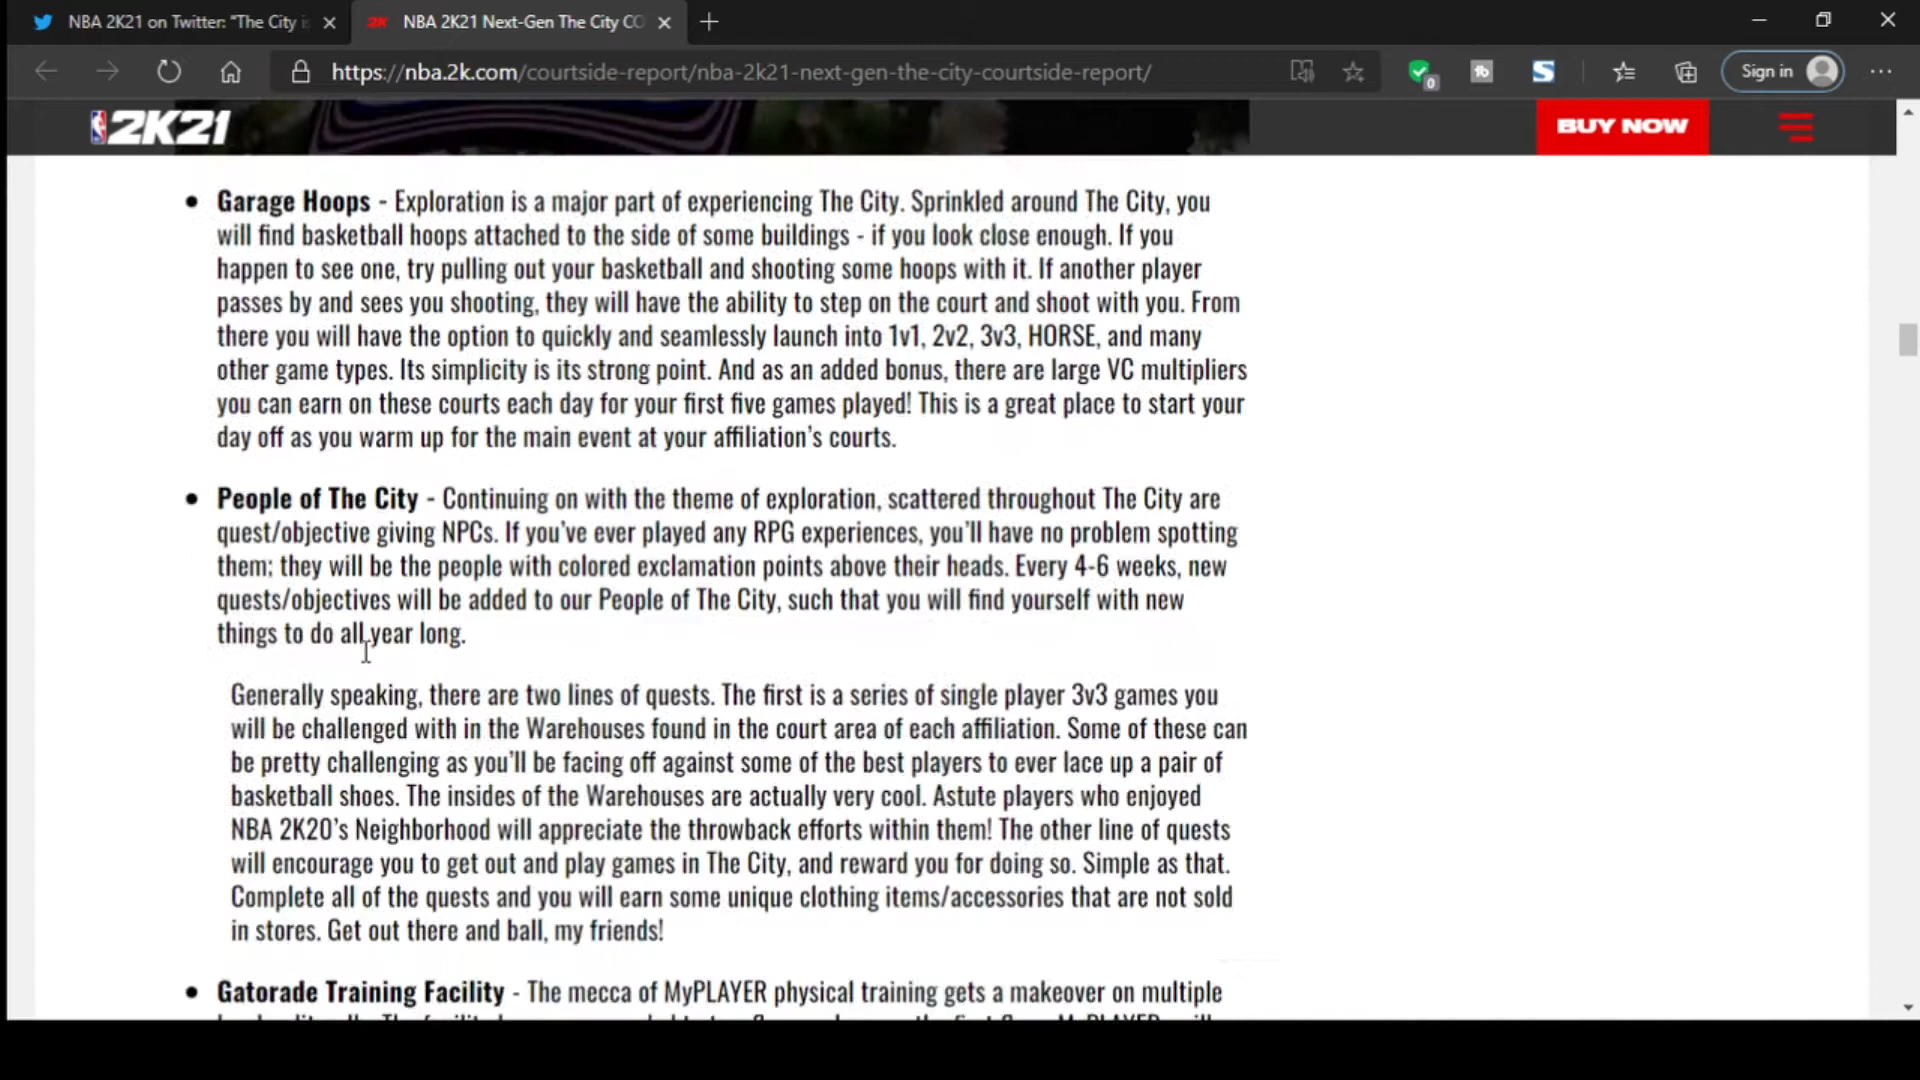 NBA 2K21 on Twitter: "The City is
NBA 2K21 Next-Gen The City CO
https://nba.2k.com/courtside-report/nba-2k21-next-gen-the-city-courtside-report/
0
tb
S
Sign in
2K21
BUY NOW
• Garage Hoops - Exploration is a major part of experiencing The City. Sprinkled around The City, you
will find basketball hoops attached to the side of some buildings - if you look close enough. If you
happen to see one, try pulling out your basketball and shooting some hoops with it. If another player
passes by and sees you shooting, they will have the ability to step on the court and shoot with you. From
there you will have the option to quickly and seamlessly launch into 1v1, 2v2, 3v3, HORSE, and many
other game types. Its simplicity is its strong point. And as an added bonus, there are large VC multipliers
you can earn on these courts each day for your first five games played! This is a great place to start your
day off as you warm up for the main event at your affiliation's courts.
• People of The City - Continuing on with the theme of exploration, scattered throughout The City are
quest/objective giving NPCs. If you've ever played any RPG experiences, you'll have no problem spotting
them; they will be the people with colored exclamation points above their heads. Every 4-6 weeks, new
quests/objectives will be added to our People of The City, such that you will find yourself with new
things to do all year long.
Generally speaking, there are two lines of quests. The first is a series of single player 3v3 games you
will be challenged with in the Warehouses found in the court area of each affiliation. Some of these can
be pretty challenging as you'll be facing off against some of the best players to ever lace up a pair of
basketball shoes. The insides of the Warehouses are actually very cool. Astute players who enjoyed
NBA 2K20's Neighborhood will appreciate the throwback efforts within them! The other line of quests
will encourage you to get out and play games in The City, and reward you for doing so. Simple as that.
Complete all of the quests and you will earn some unique clothing items/accessories that are not sold
in stores. Get out there and ball, my friends!
• Gatorade Training Facility - The mecca of MyPLAYER physical training gets a makeover on multiple